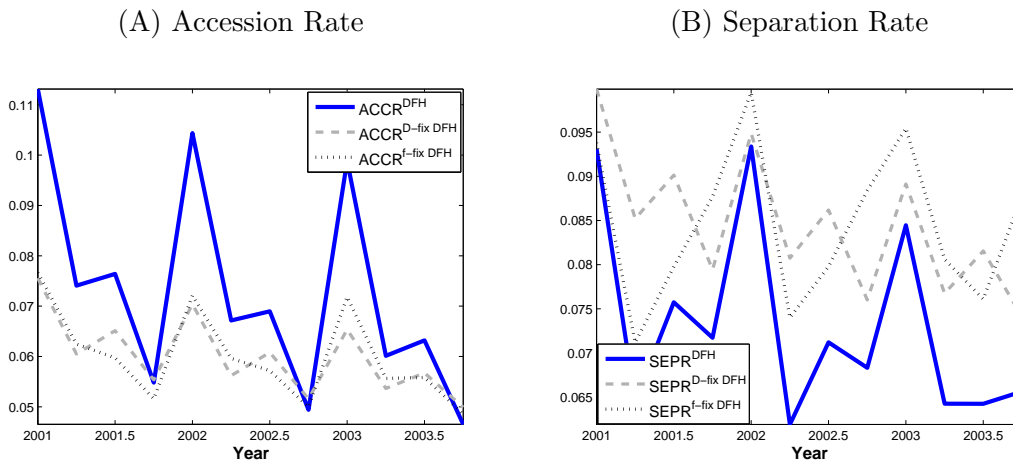 (A) Accession Rate
0.11
0.1
0.09
0.08
0.07
0.06
0.05
2001
2001.5
2002
2002.5
2003
2003.5
Year
ACCR^DFH
ACCR^D−fix DFH
ACCR^f−fix DFH
(B) Separation Rate
0.095
0.09
0.085
0.08
0.075
0.07
0.065
2001
2001.5
2002
2002.5
2003
2003.5
Year
SEPR^DFH
SEPR^D−fix DFH
SEPR^f−fix DFH